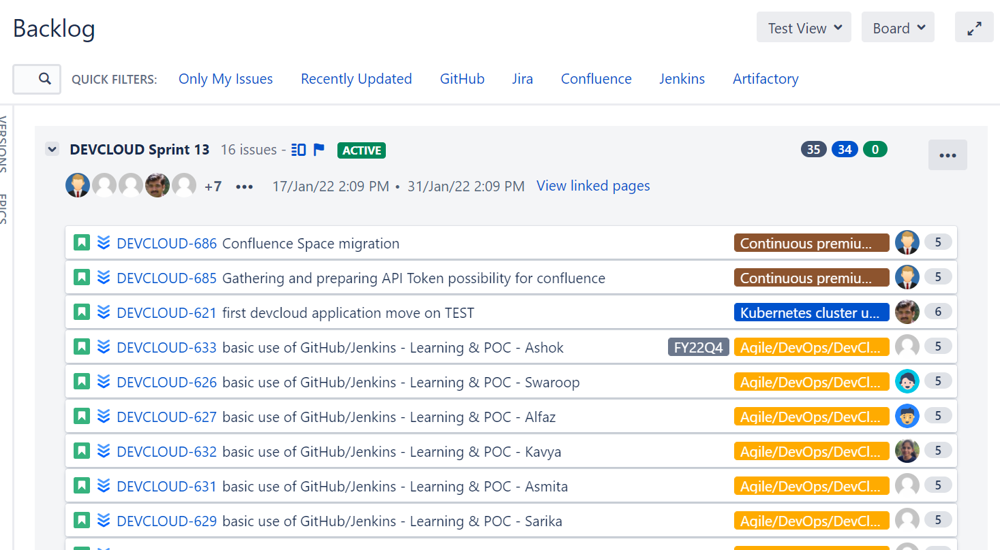 Backlog
Test View
Board
QUICK FILTERS: Only My Issues Recently Updated GitHub Jira Confluence Jenkins Artifactory
VERSIONS
EPICS
DEVCLOUD Sprint 13 16 issues - ACTIVE 35 34 0
+7 ••• 17/Jan/22 2:09 PM • 31/Jan/22 2:09 PM View linked pages
DEVCLOUD-686 Confluence Space migration Continuous premiu... 5
DEVCLOUD-685 Gathering and preparing API Token possibility for confluence Continuous premiu... 5
DEVCLOUD-621 first devcloud application move on TEST Kubernetes cluster u... 6
DEVCLOUD-633 basic use of GitHub/Jenkins - Learning & POC - Ashok FY22Q4 Agile/DevOps/DevCl... 5
DEVCLOUD-626 basic use of GitHub/Jenkins - Learning & POC - Swaroop Agile/DevOps/DevCl... 5
DEVCLOUD-627 basic use of GitHub/Jenkins - Learning & POC - Alfaz Agile/DevOps/DevCl... 5
DEVCLOUD-632 basic use of GitHub/Jenkins - Learning & POC - Kavya Agile/DevOps/DevCl... 5
DEVCLOUD-631 basic use of GitHub/Jenkins - Learning & POC - Asmita Agile/DevOps/DevCl... 5
DEVCLOUD-629 basic use of GitHub/Jenkins - Learning & POC - Sarika Agile/DevOps/DevCl... 5